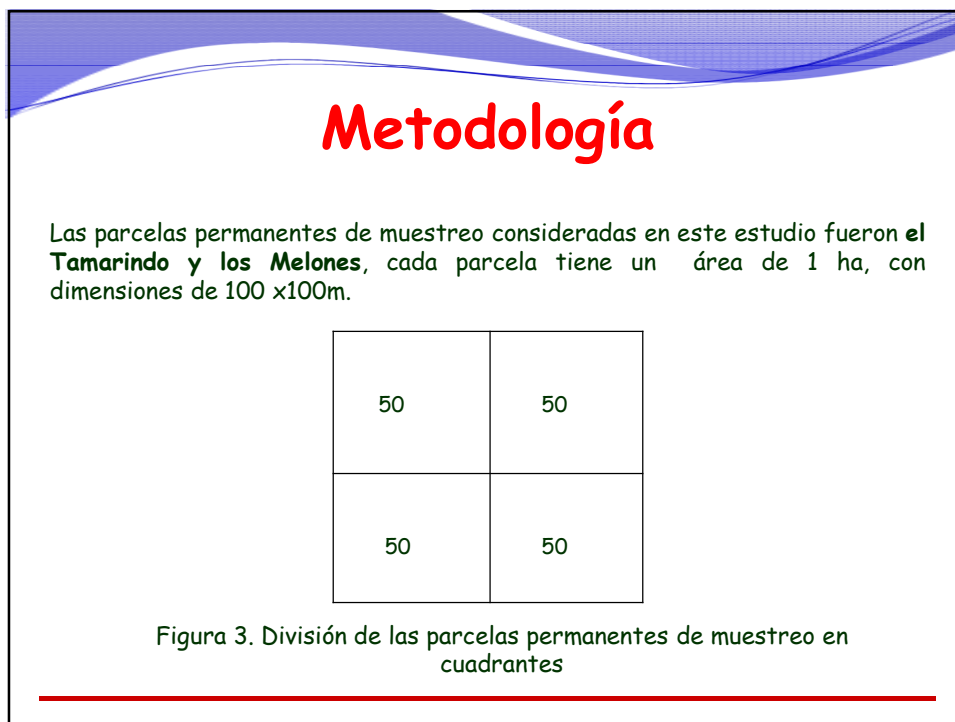 Metodología
Las parcelas permanentes de muestreo consideradas en este estudio fueron el
Tamarindo y los Melones, cada parcela tiene un área de 1 ha, con
dimensiones de 100 x100m.
50 50
50 50
Figura 3. División de las parcelas permanentes de muestreo en
cuadrantes